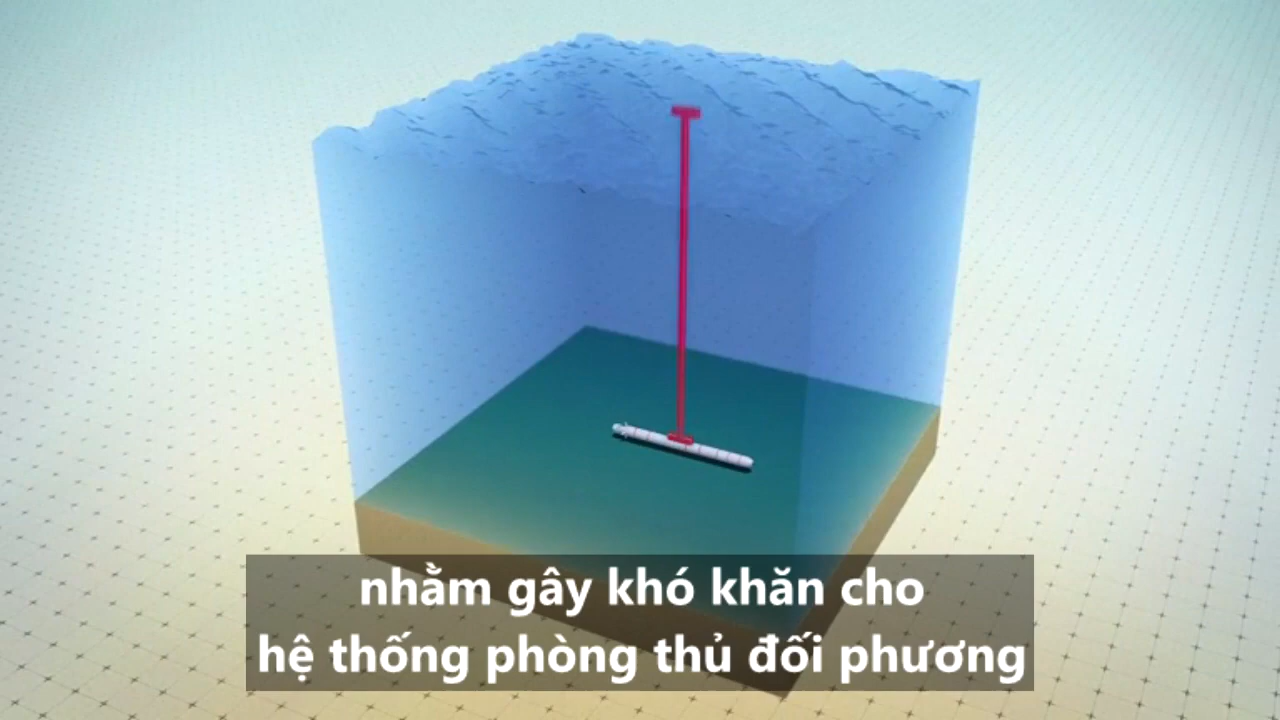 nhằm gây khó khăn cho
hệ thống phòng thủ đối phương